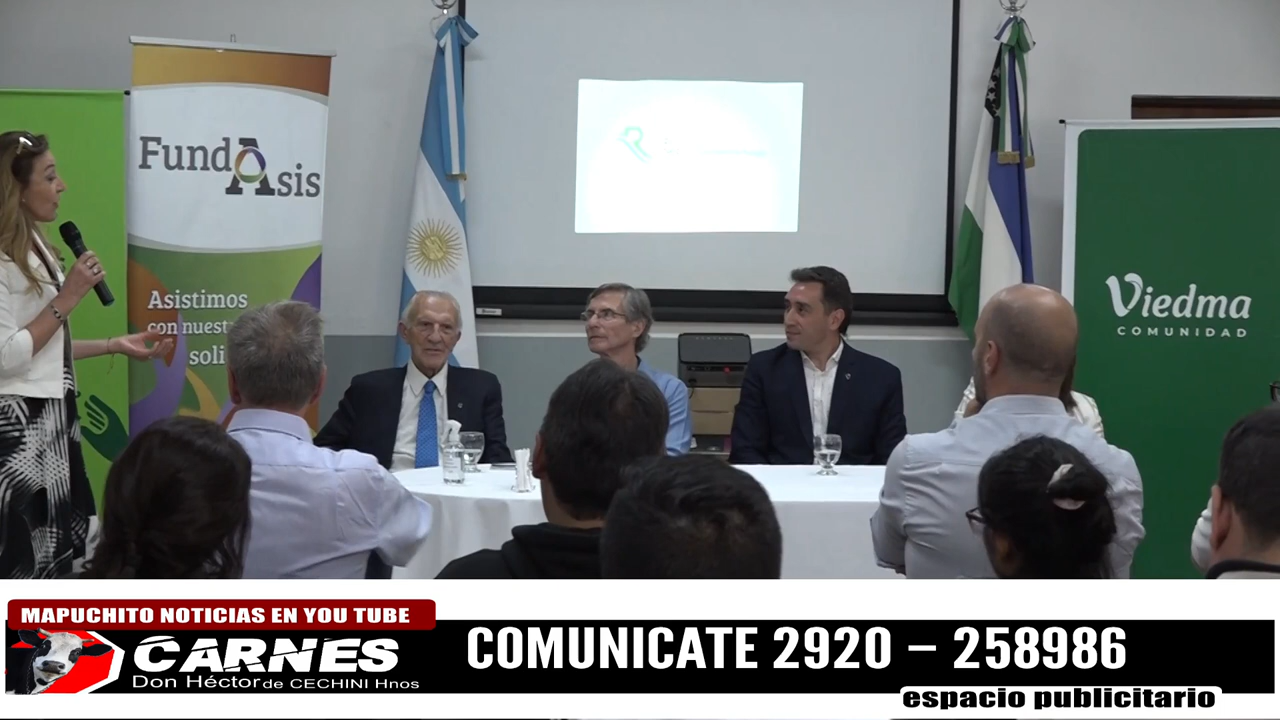 FundAsis
Asistimos
con nuestr
soli
Viedma
COMUNIDAD
MAPUCHITO NOTICIAS EN YOU TUBE
CARNES
Don Héctor de CECHINI Hnos
COMUNICATE 2920 – 258986
espacio publicitario